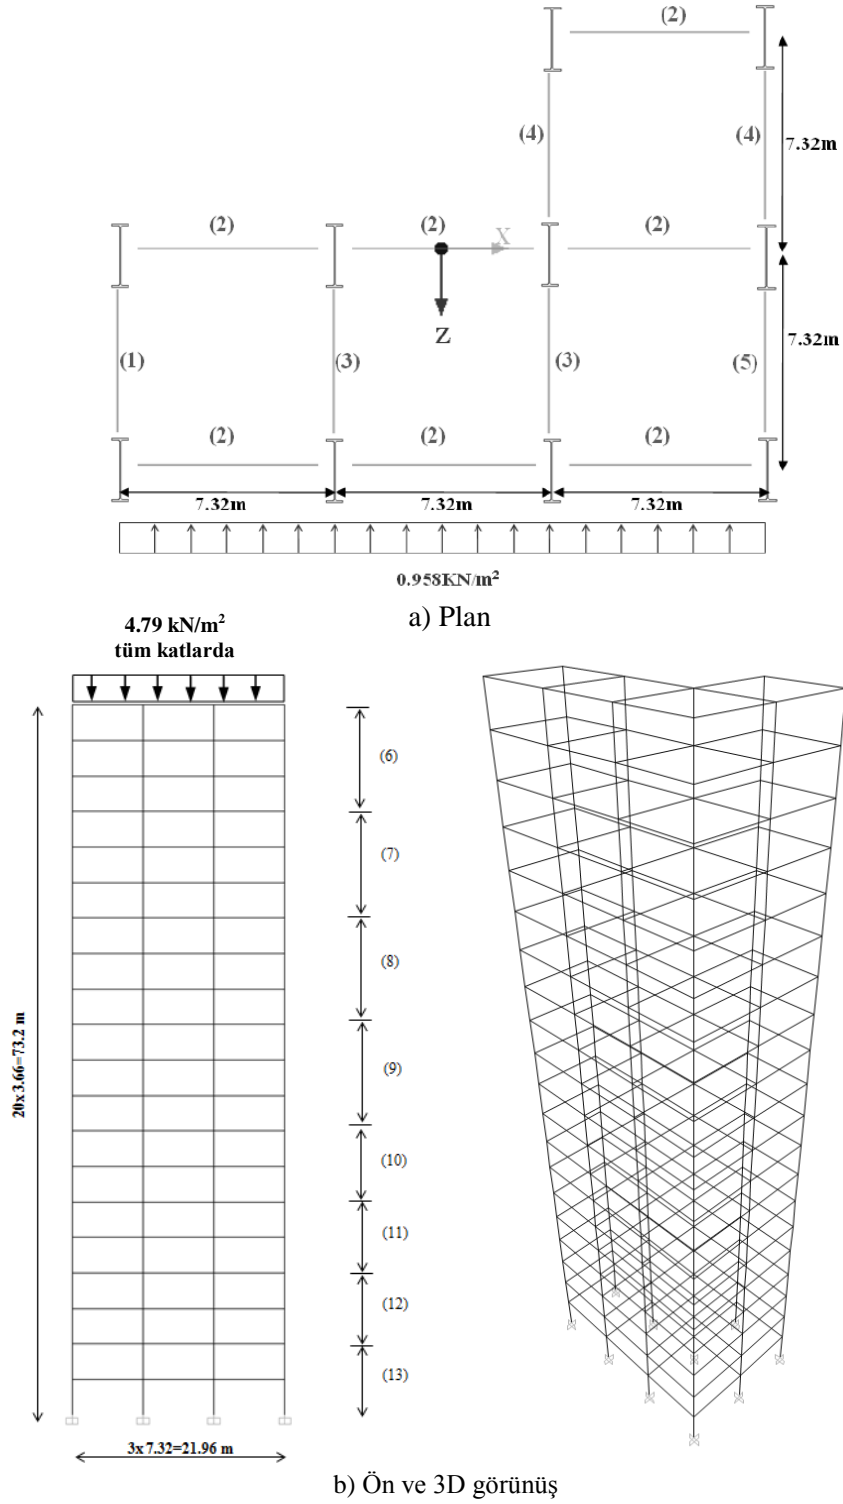 (2)
(4)
(4)
7.32m
(2)
(2)
(2)
X
Z
(1)
(3)
(3)
(5)
7.32m
(2)
(2)
(2)
7.32m
7.32m
7.32m
0.958KN/m²
a) Plan
4.79 kN/m²
tüm katlarda
(6)
(7)
(8)
(9)
(10)
(11)
(12)
(13)
20x3.66=73.2 m
3x7.32=21.96 m
b) Ön ve 3D görünüş